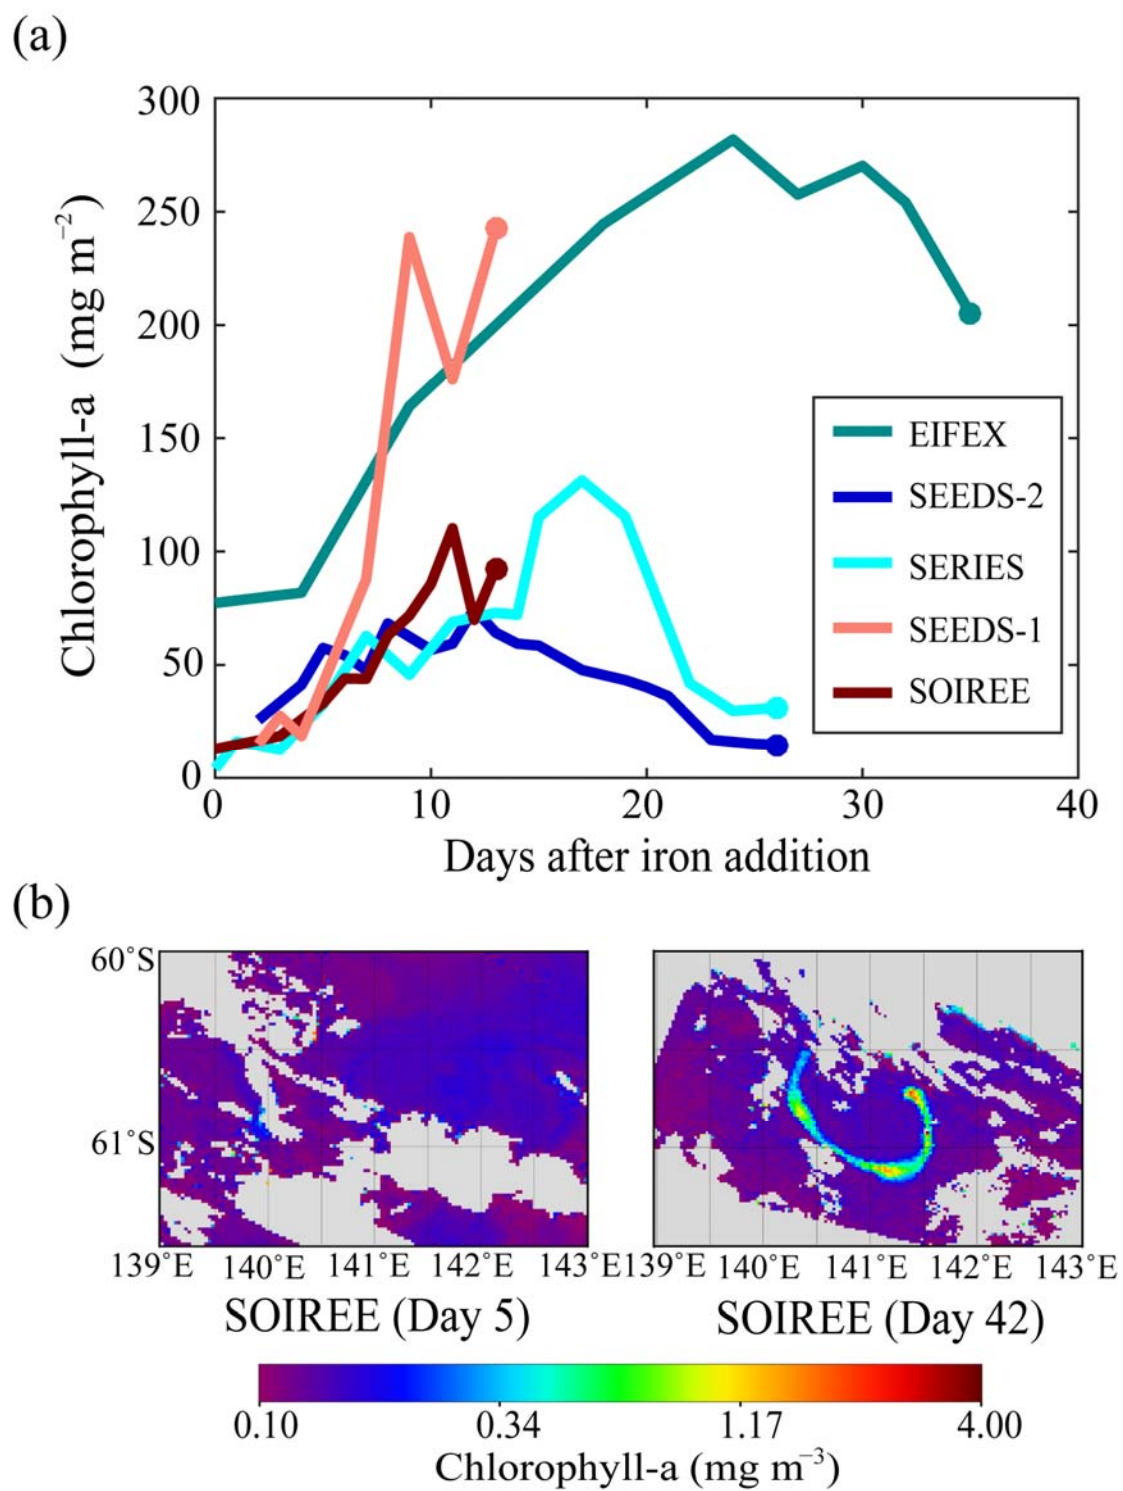 (a)
300
250
200
150
100
50
0
Chlorophyll-a (mg m⁻²)
EIFEX
SEEDS-2
SERIES
SEEDS-1
SOIREE
0 10 20 30 40
Days after iron addition
(b)
60°S
61°S
139°E 140°E 141°E 142°E 143°E 139°E 140°E 141°E 142°E 143°E
SOIREE (Day 5) SOIREE (Day 42)
0.10 0.34 1.17 4.00
Chlorophyll-a (mg m⁻³)